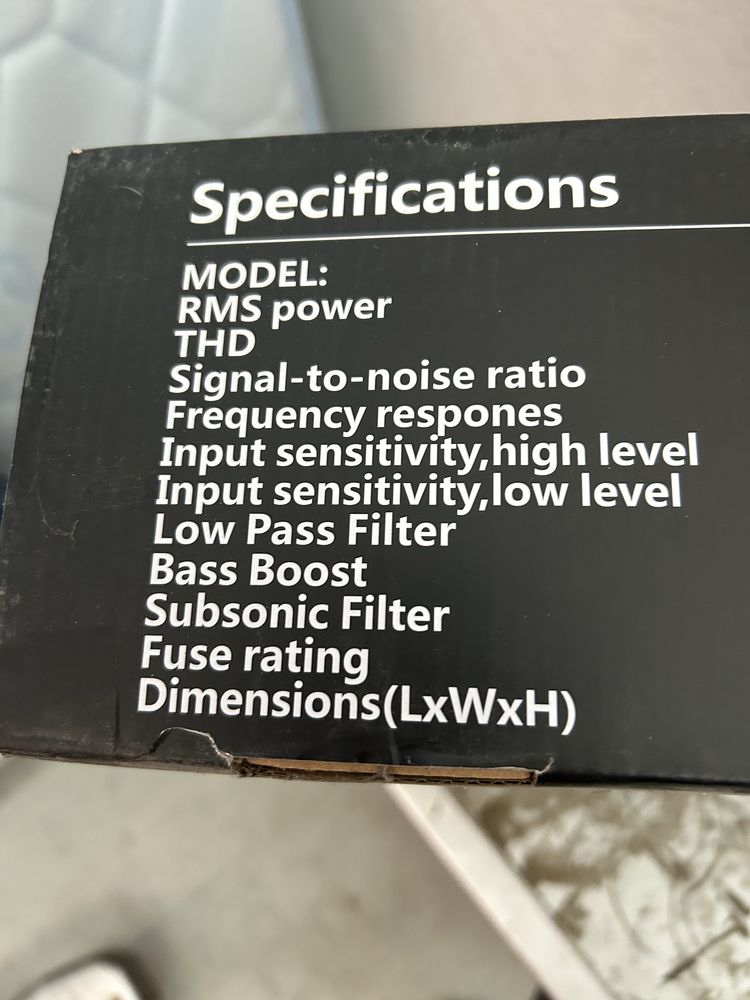 Specifications
MODEL:
RMS power
THD
Signal-to-noise ratio
Frequency respones
Input sensitivity,high level
Input sensitivity,low level
Low Pass Filter
Bass Boost
Subsonic Filter
Fuse rating
Dimensions(LxWxH)